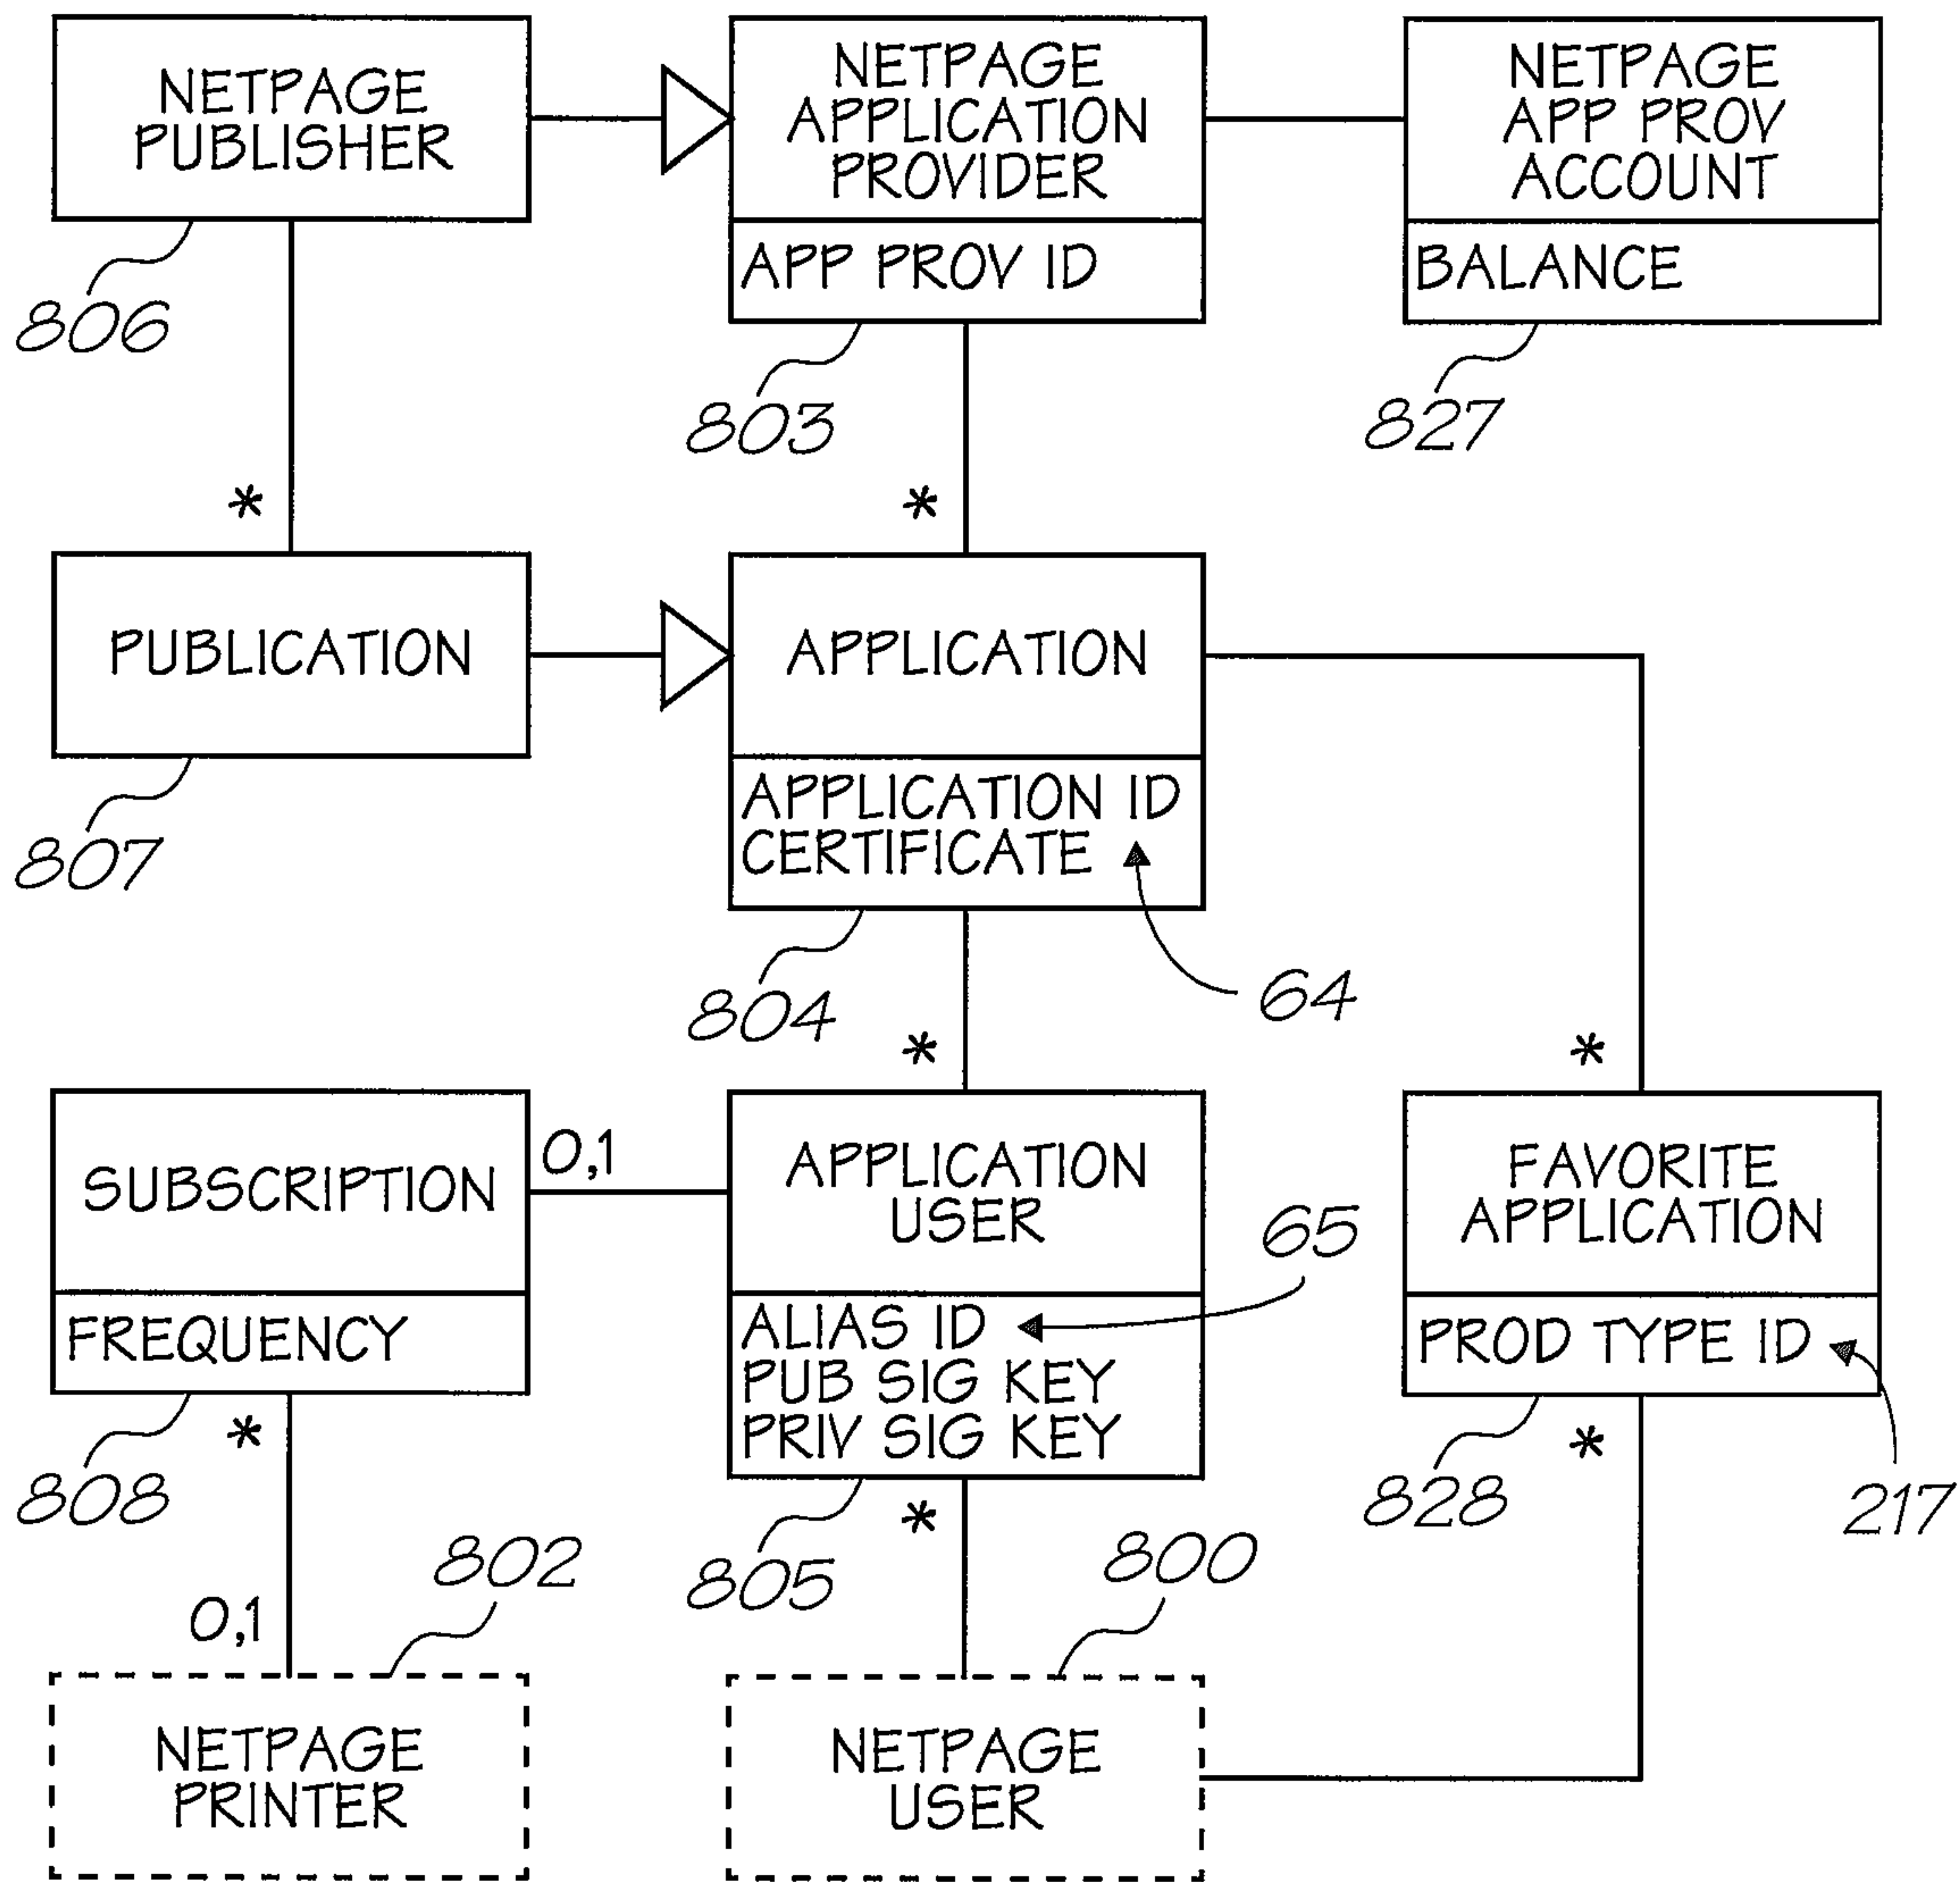 NETPAGE
PUBLISHER
NETPAGE
APPLICATION
PROVIDER
APP PROV ID
NETPAGE
APP PROV
ACCOUNT
BALANCE
806
803
827
*
*
PUBLICATION
APPLICATION
APPLICATION ID
CERTIFICATE
807
804
64
*
*
SUBSCRIPTION
FREQUENCY
0,1
APPLICATION
USER
ALIAS ID
PUB SIG KEY
PRIV SIG KEY
65
FAVORITE
APPLICATION
PROD TYPE ID
808
*
805
*
828
*
217
802
800
0,1
NETPAGE
PRINTER
NETPAGE
USER